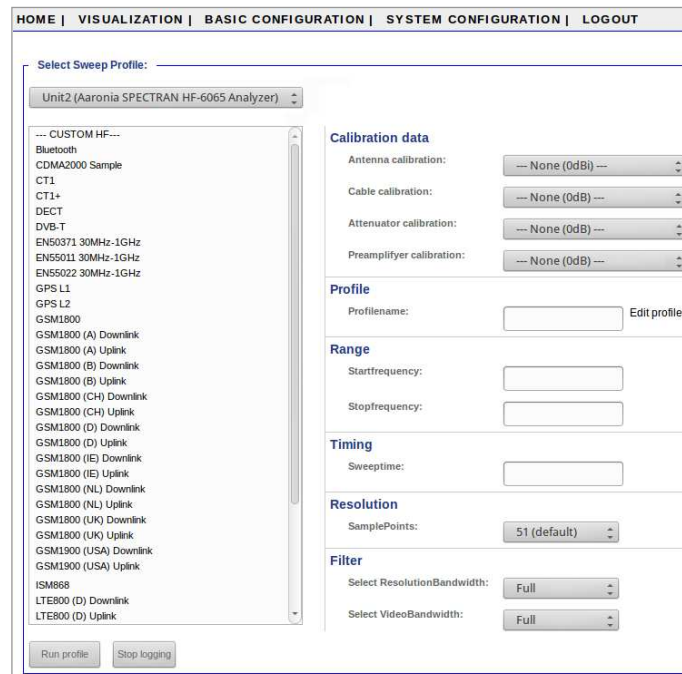 HOME | VISUALIZATION | BASIC CONFIGURATION | SYSTEM CONFIGURATION | LOGOUT
Select Sweep Profile:
Unit2 (Aaronia SPECTRAN HF-6065 Analyzer)
--- CUSTOM HF---
Bluetooth
CDMA2000 Sample
CT1
CT1+
DECT
DVB-T
EN50371 30MHz-1GHz
EN55011 30MHz-1GHz
EN55022 30MHz-1GHz
GPS L1
GPS L2
GSM1800
GSM1800 (A) Downlink
GSM1800 (A) Uplink
GSM1800 (B) Downlink
GSM1800 (B) Uplink
GSM1800 (CH) Downlink
GSM1800 (CH) Uplink
GSM1800 (D) Downlink
GSM1800 (D) Uplink
GSM1800 (IE) Downlink
GSM1800 (IE) Uplink
GSM1800 (NL) Downlink
GSM1800 (NL) Uplink
GSM1800 (UK) Downlink
GSM1800 (UK) Uplink
GSM1900 (USA) Downlink
GSM1900 (USA) Uplink
ISM868
LTE800 (D) Downlink
LTE800 (D) Uplink
Run profile Stop logging
Calibration data
Antenna calibration: --- None (0dBi) ---
Cable calibration: --- None (0dB) ---
Attenuator calibration: --- None (0dB) ---
Preamplifyer calibration: --- None (0dB) ---
Profile
Profilename: Edit profile
Range
Startfrequency:
Stopfrequency:
Timing
Sweeptime:
Resolution
SamplePoints: 51 (default)
Filter
Select ResolutionBandwidth: Full
Select VideoBandwidth: Full